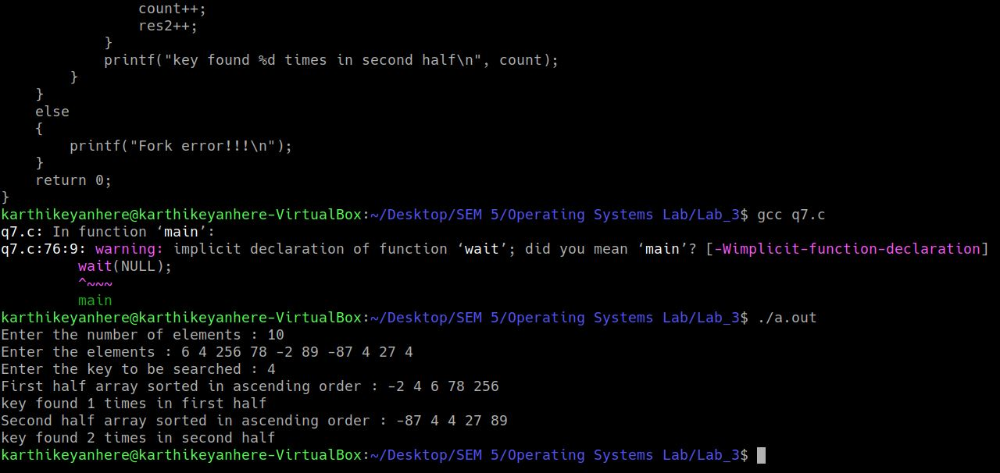 count++;
                res2++;
            }
            printf("key found %d times in second half\n", count);
        }
    }
    else
    {
        printf("Fork error!!!\n");
    }
    return 0;
}
karthikeyanhere@karthikeyanhere-VirtualBox:~/Desktop/SEM 5/Operating Systems Lab/Lab_3$ gcc q7.c
q7.c: In function ‘main’:
q7.c:76:9: warning: implicit declaration of function ‘wait’; did you mean ‘main’? [-Wimplicit-function-declaration]
         wait(NULL);
         ^~~~
         main
karthikeyanhere@karthikeyanhere-VirtualBox:~/Desktop/SEM 5/Operating Systems Lab/Lab_3$ ./a.out
Enter the number of elements : 10
Enter the elements : 6 4 256 78 -2 89 -87 4 27 4
Enter the key to be searched : 4
First half array sorted in ascending order : -2 4 6 78 256
key found 1 times in first half
Second half array sorted in ascending order : -87 4 4 27 89
key found 2 times in second half
karthikeyanhere@karthikeyanhere-VirtualBox:~/Desktop/SEM 5/Operating Systems Lab/Lab_3$